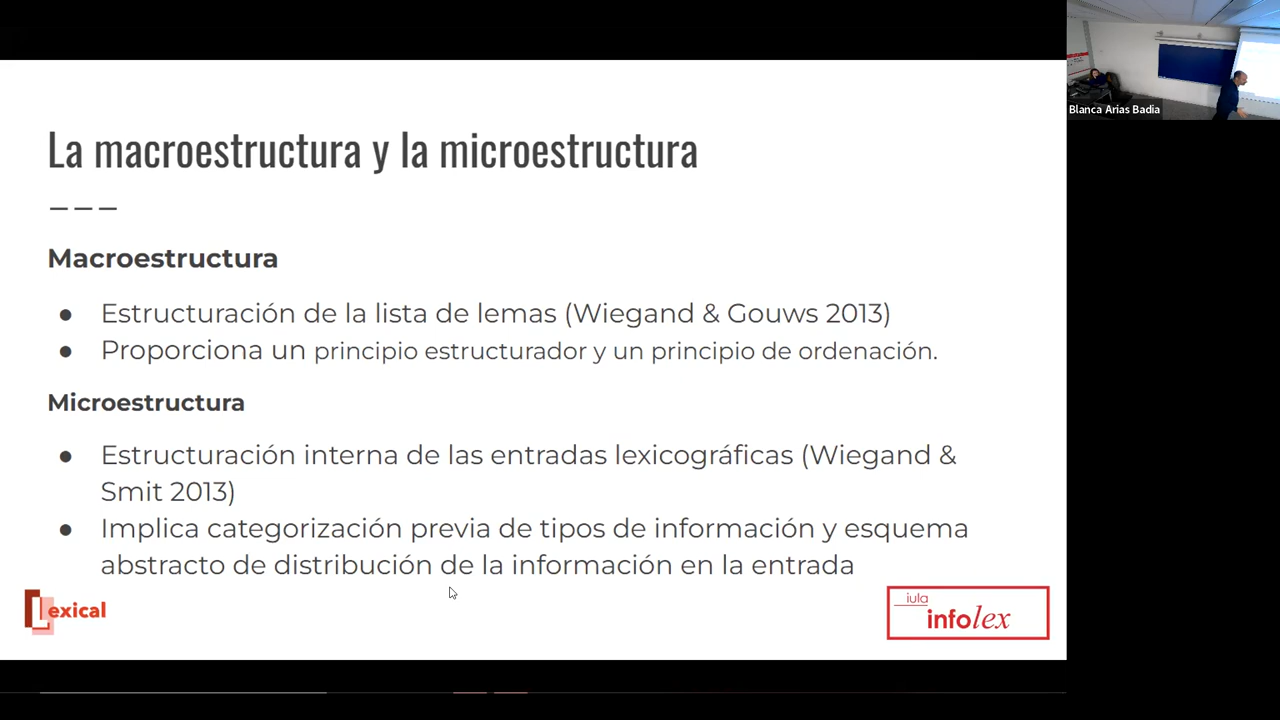 La macroestructura y la microestructura
Macroestructura
● Estructuración de la lista de lemas (Wiegand & Gouws 2013)
● Proporciona un principio estructurador y un principio de ordenación.
Microestructura
● Estructuración interna de las entradas lexicográficas (Wiegand &
Smit 2013)
● Implica categorización previa de tipos de información y esquema
abstracto de distribución de la información en la entrada
Lexical
iula
infolex
Blanca Arias Badia